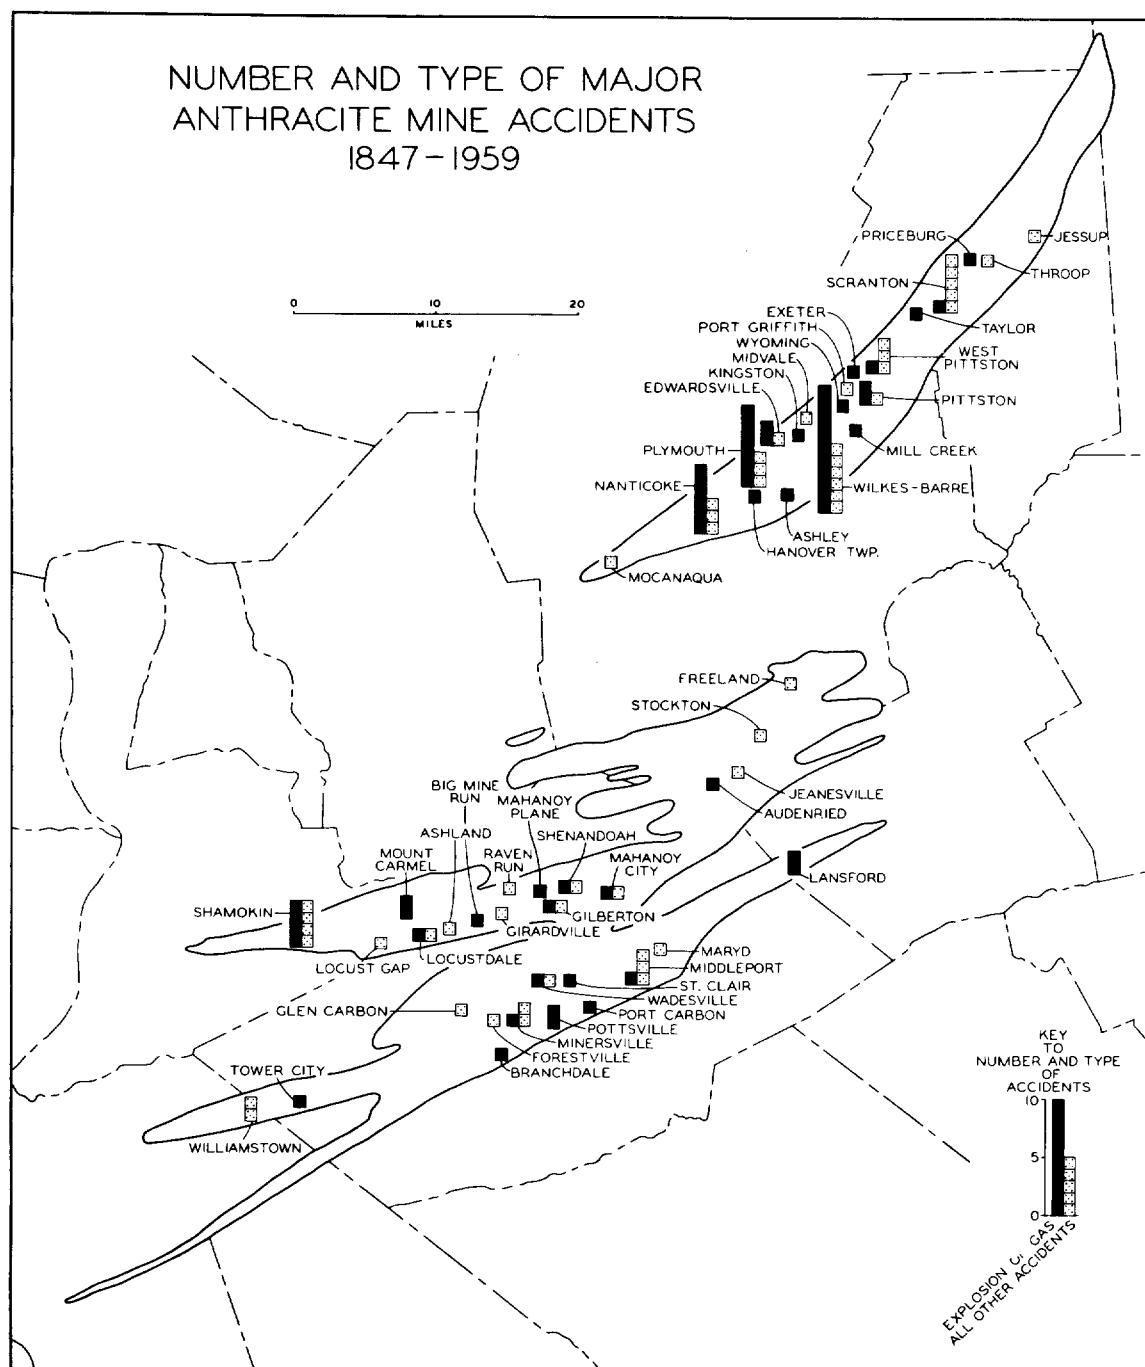 NUMBER AND TYPE OF MAJOR
ANTHRACITE MINE ACCIDENTS
1847-1959
0 10 20
MILES
PRICEBURG
JESSUP
THROOP
SCRANTON
TAYLOR
EXETER
PORT GRIFFITH
WYOMING
MIDVALE
KINGSTON
EDWARDSVILLE
WEST
PITTSTON
PITTSTON
MILL CREEK
PLYMOUTH
NANTICOKE
WILKES-BARRE
ASHLEY
HANOVER TWP.
MOCANAQUA
FREELAND
STOCKTON
JEANESVILLE
AUDENRIED
BIG MINE
RUN
MAHANOY
PLANE
ASHLAND
SHENANDOAH
MOUNT
CARMEL
RAVEN
RUN
MAHANOY
CITY
LANSFORD
SHAMOKIN
GILBERTON
GIRARDVILLE
LOCUST GAP
LOCUSTDALE
MARYD
MIDDLEPORT
ST. CLAIR
WADESVILLE
GLEN CARBON
PORT CARBON
POTTSVILLE
MINERSVILLE
FORESTVILLE
BRANCHDALE
TOWER CITY
WILLIAMSTOWN
KEY
TO
NUMBER AND TYPE
OF
ACCIDENTS
10
5
0
EXPLOSION OF GAS
ALL OTHER ACCIDENTS